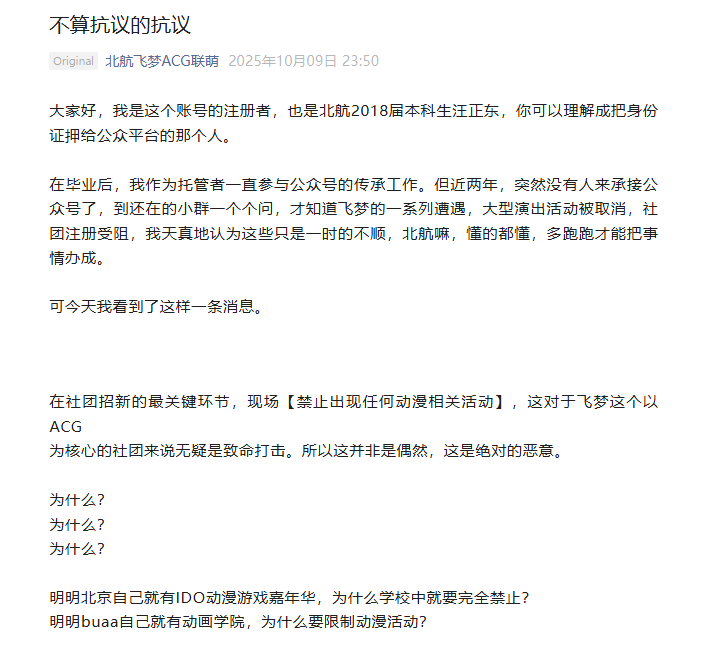 不算抗议的抗议
Original 北航飞梦ACG联萌 2025年10月09日 23:50
大家好，我是这个账号的注册者，也是北航2018届本科生汪正东，你可以理解成把身份
证押给公众平台的那个人。
在毕业后，我作为托管者一直参与公众号的传承工作。但近两年，突然没有人来承接公
众号了，到还在的小群一个个问，才知道飞梦的一系列遭遇，大型演出活动被取消，社
团注册受阻，我天真地认为这些只是一时的不顺，北航嘛，懂的都懂，多跑跑才能把事
情办成。
可今天我看到了这样一条消息。
在社团招新的最关键环节，现场【禁止出现任何动漫相关活动】，这对于飞梦这个以
ACG
为核心的社团来说无疑是致命打击。所以这并非是偶然，这是绝对的恶意。
为什么？
为什么？
为什么？
明明北京自己就有IDO动漫游戏嘉年华，为什么学校中就要完全禁止？
明明buaa自己就有动画学院，为什么要限制动漫活动？